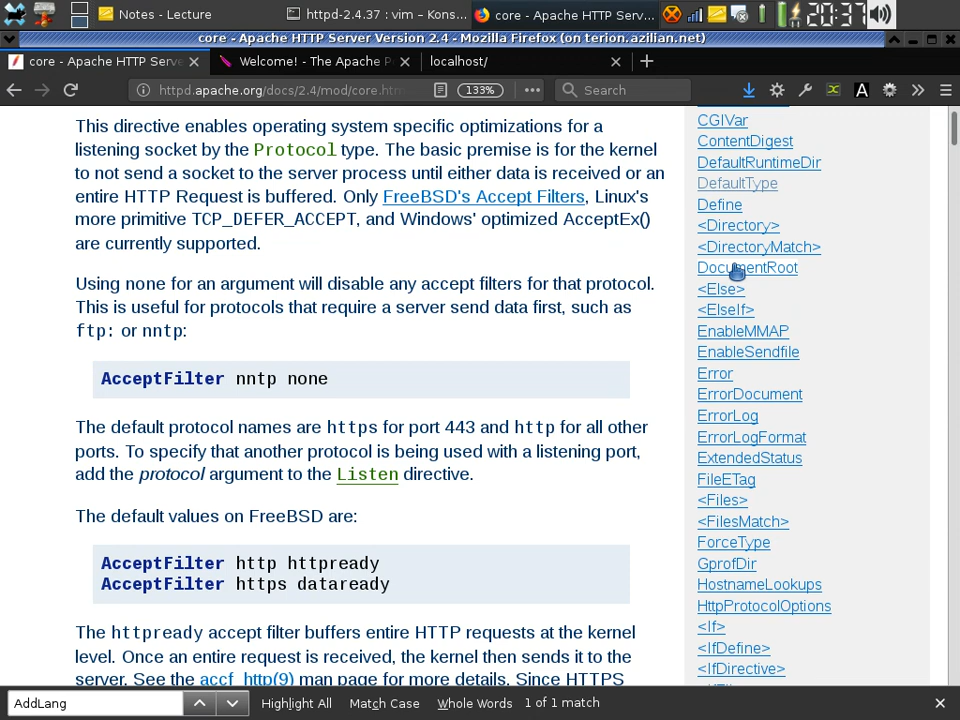 Notes - Lecture
httpd-2.4.37 : vim – Kons...
core - Apache HTTP Serv...
20:37
core - Apache HTTP Server Version 2.4 - Mozilla Firefox (on terion.azilian.net)
core - Apache HTTP Serve
Welcome! - The Apache P
localhost/
httpd.apache.org/docs/2.4/mod/core.htm
133%
Search
This directive enables operating system specific optimizations for a
listening socket by the Protocol type. The basic premise is for the kernel
to not send a socket to the server process until either data is received or an
entire HTTP Request is buffered. Only FreeBSD's Accept Filters, Linux's
more primitive TCP_DEFER_ACCEPT, and Windows' optimized AcceptEx()
are currently supported.
Using none for an argument will disable any accept filters for that protocol.
This is useful for protocols that require a server send data first, such as
ftp: or nntp:
AcceptFilter nntp none
The default protocol names are https for port 443 and http for all other
ports. To specify that another protocol is being used with a listening port,
add the protocol argument to the Listen directive.
The default values on FreeBSD are:
AcceptFilter http httpready
AcceptFilter https dataready
The httpready accept filter buffers entire HTTP requests at the kernel
level. Once an entire request is received, the kernel then sends it to the
server. See the accf_http(9) man page for more details. Since HTTPS
CGIVar
ContentDigest
DefaultRuntimeDir
DefaultType
Define
<Directory>
<DirectoryMatch>
DocumentRoot
<Else>
<ElseIf>
EnableMMAP
EnableSendfile
Error
ErrorDocument
ErrorLog
ErrorLogFormat
ExtendedStatus
FileETag
<Files>
<FilesMatch>
ForceType
GprofDir
HostnameLookups
HttpProtocolOptions
<If>
<IfDefine>
<IfDirective>
AddLang
Highlight All
Match Case
Whole Words
1 of 1 match